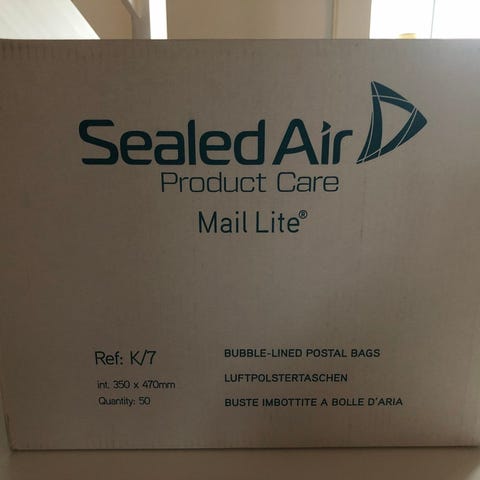 Sealed Air
Product Care
Mail Lite®
Ref: K/7
int. 350 x 470mm
Quantity: 50
BUBBLE-LINED POSTAL BAGS
LUFTPOLSTERTASCHEN
BUSTE IMBOTTITE A BOLLE D'ARIA